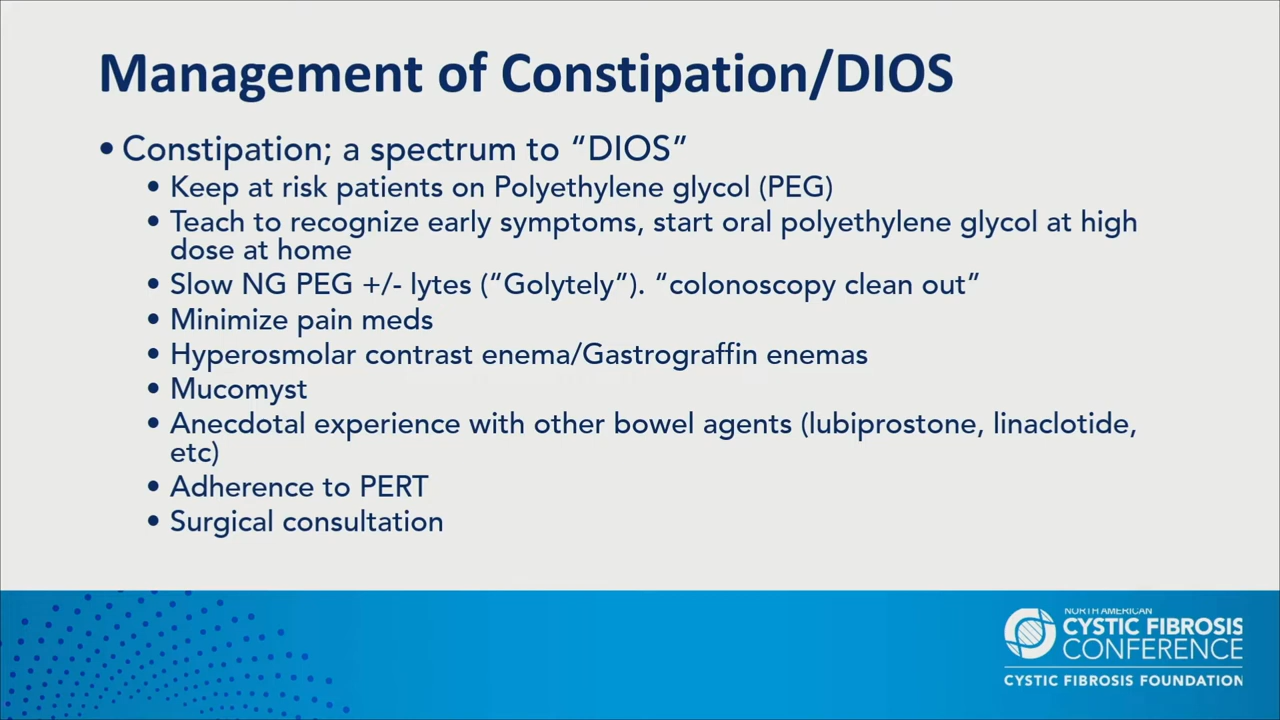 Management of Constipation/DIOS
• Constipation; a spectrum to “DIOS”
• Keep at risk patients on Polyethylene glycol (PEG)
• Teach to recognize early symptoms, start oral polyethylene glycol at high
dose at home
• Slow NG PEG +/- lytes (“Golytely”). “colonoscopy clean out”
• Minimize pain meds
• Hyperosmolar contrast enema/Gastrograffin enemas
• Mucomyst
• Anecdotal experience with other bowel agents (lubiprostone, linaclotide,
etc)
• Adherence to PERT
• Surgical consultation
NORTH AMERICAN
CYSTIC FIBROSIS
CONFERENCE
CYSTIC FIBROSIS FOUNDATION